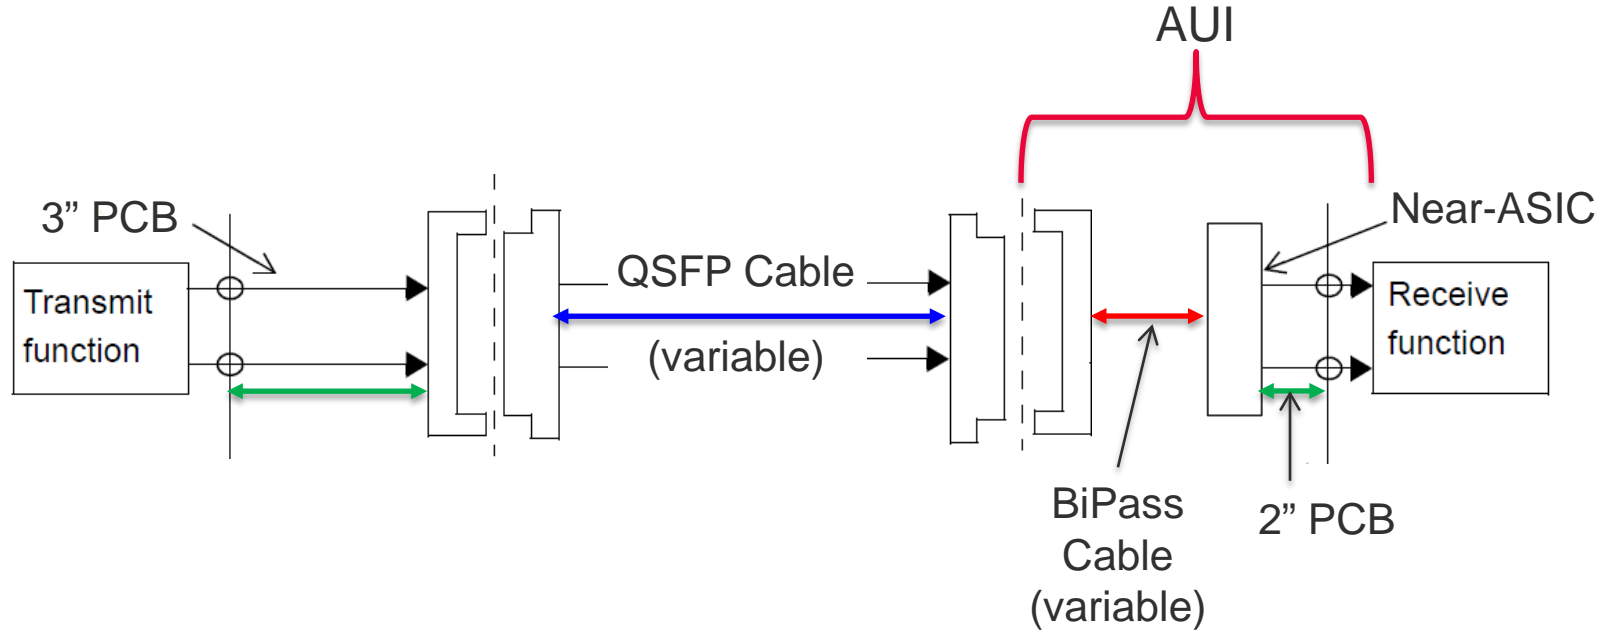 AUI
3” PCB
Near-ASIC
QSFP Cable
(variable)
Transmit
function
Receive
function
BiPass
Cable
(variable)
2” PCB